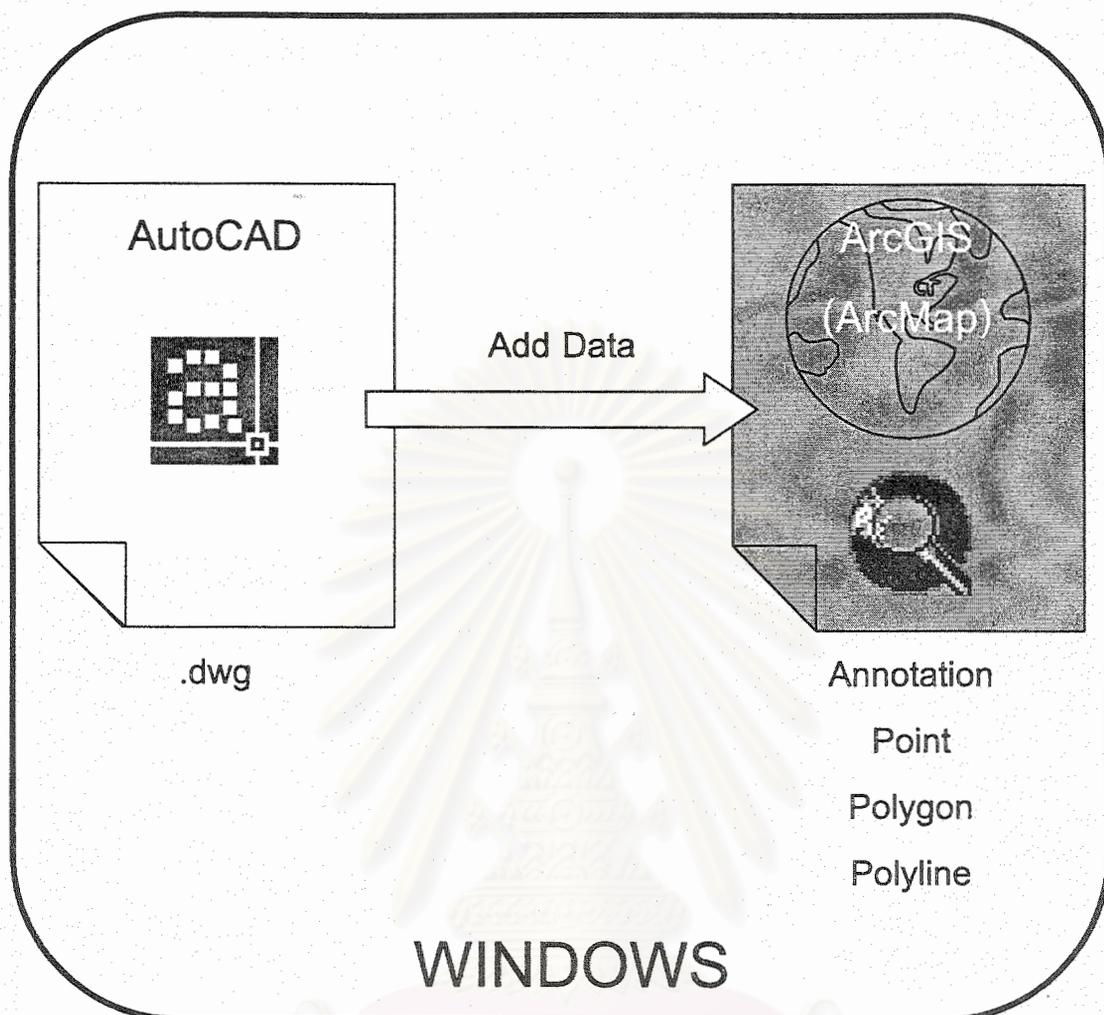 AutoCAD
Add Data
.dwg
ArcGIS
(ArcMap)
Annotation
Point
Polygon
Polyline
WINDOWS